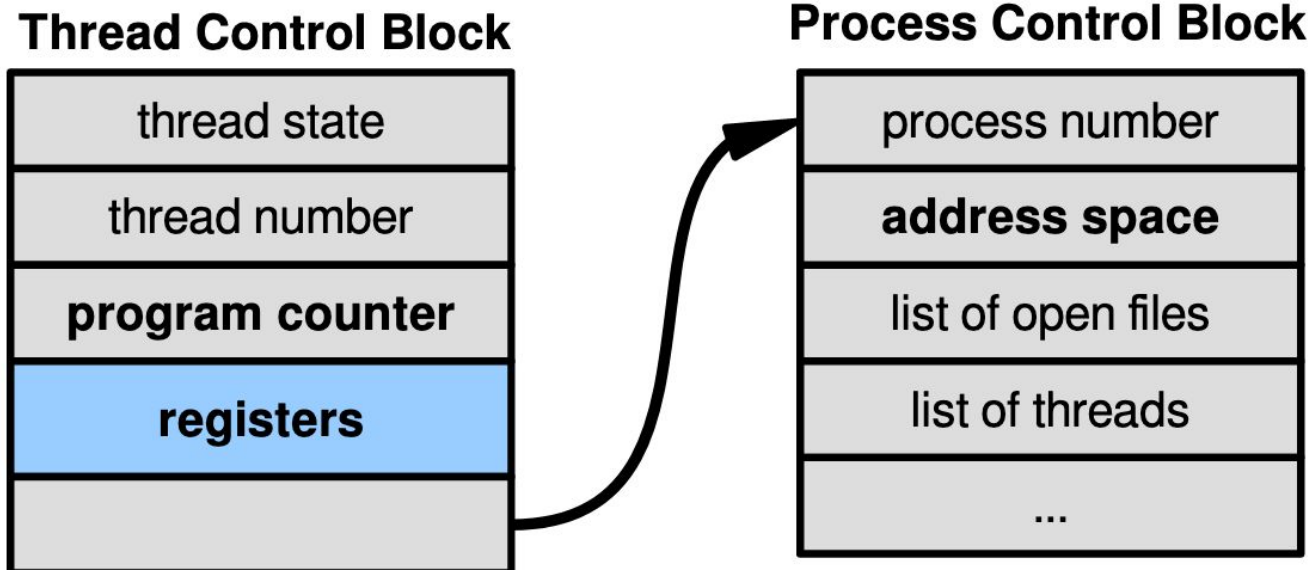 Thread Control Block
thread state
thread number
program counter
registers
Process Control Block
process number
address space
list of open files
list of threads
...